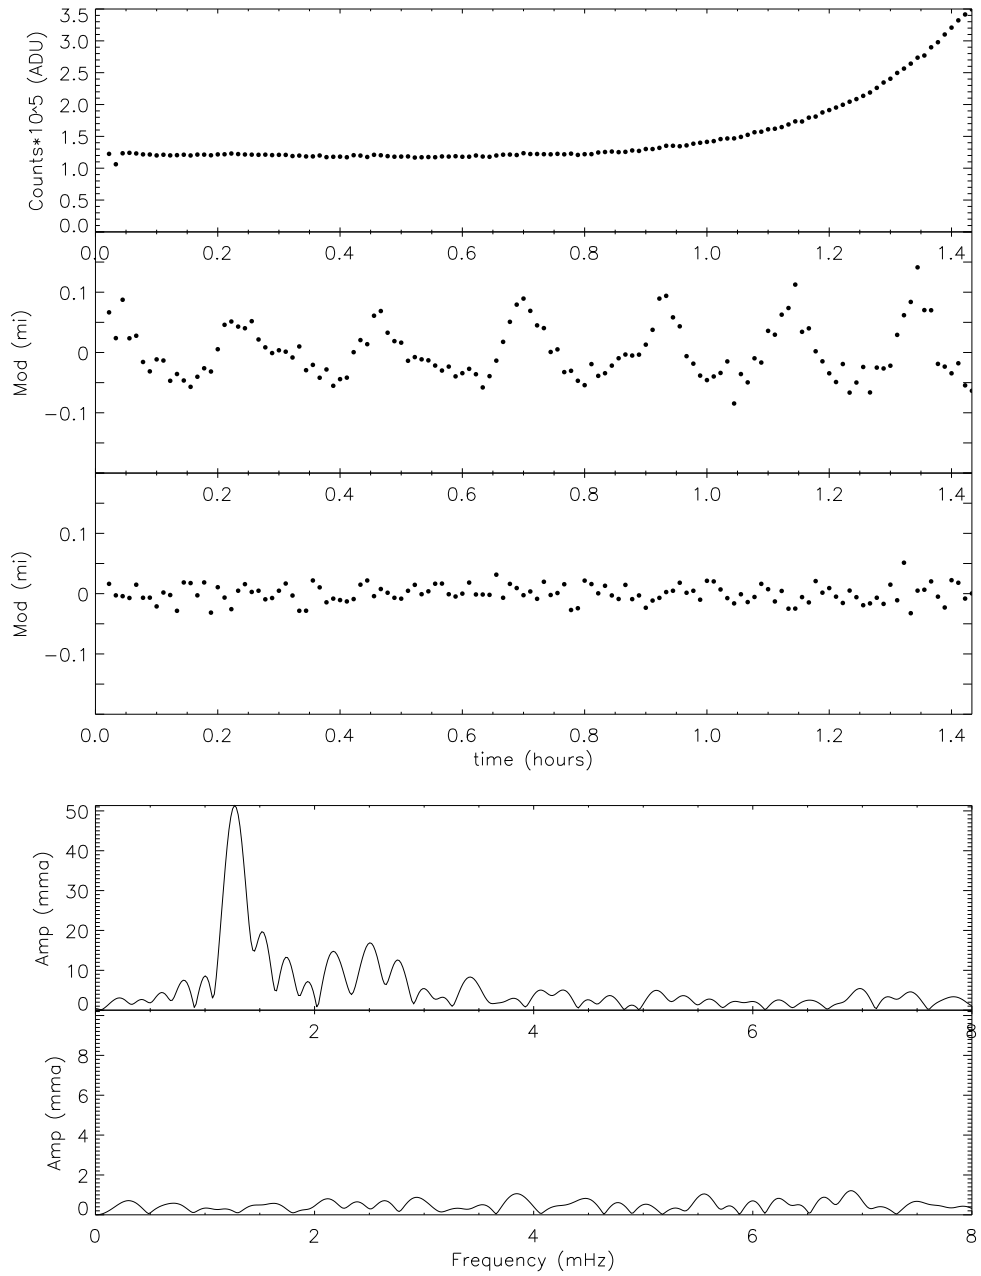 3.5
3.0
2.5
2.0
1.5
1.0
0.5
0.0
Counts*10^5 (ADU)
0.0 0.2 0.4 0.6 0.8 1.0 1.2 1.4
0.1
0
−0.1
Mod (mi)
0.2 0.4 0.6 0.8 1.0 1.2 1.4
0.1
0
−0.1
Mod (mi)
0.0 0.2 0.4 0.6 0.8 1.0 1.2 1.4
time (hours)
50
40
30
20
10
0
Amp (mma)
2 4 6 8
8
6
4
2
0
Amp (mma)
0 2 4 6 8
Frequency (mHz)